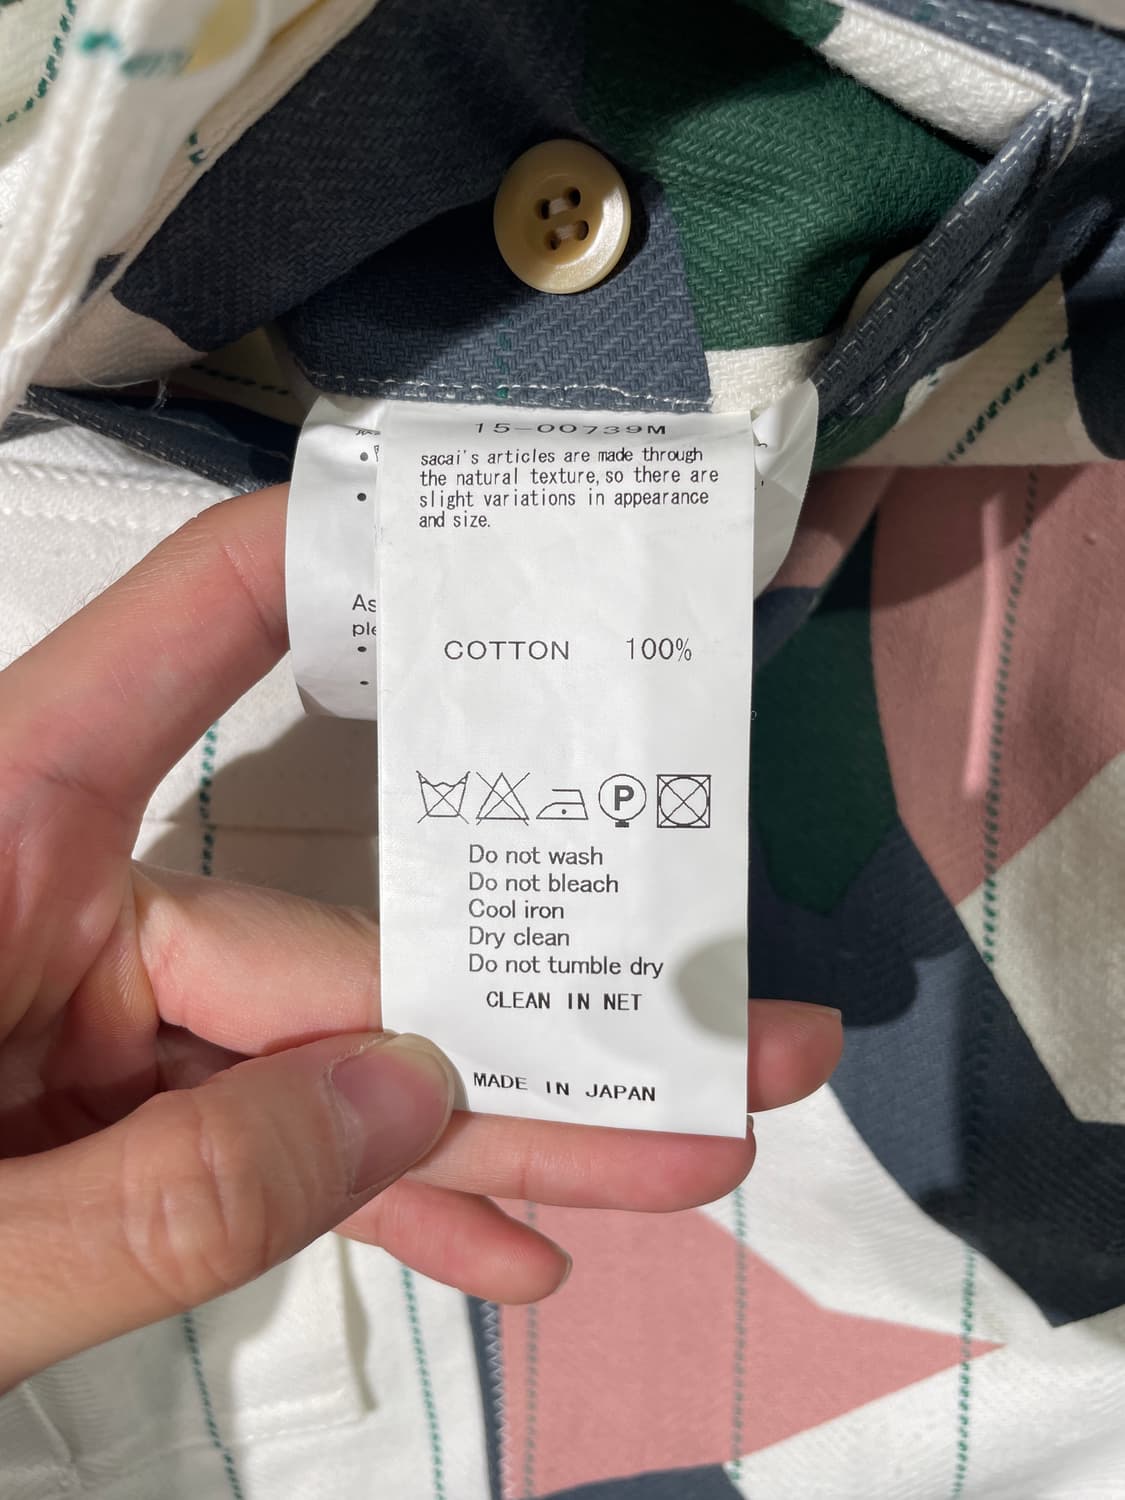 15-00739M
sacai's articles are made through
the natural texture, so there are
slight variations in appearance
and size.
COTTON 100%
P
Do not wash
Do not bleach
Cool iron
Dry clean
Do not tumble dry
CLEAN IN NET
MADE IN JAPAN
As
ple